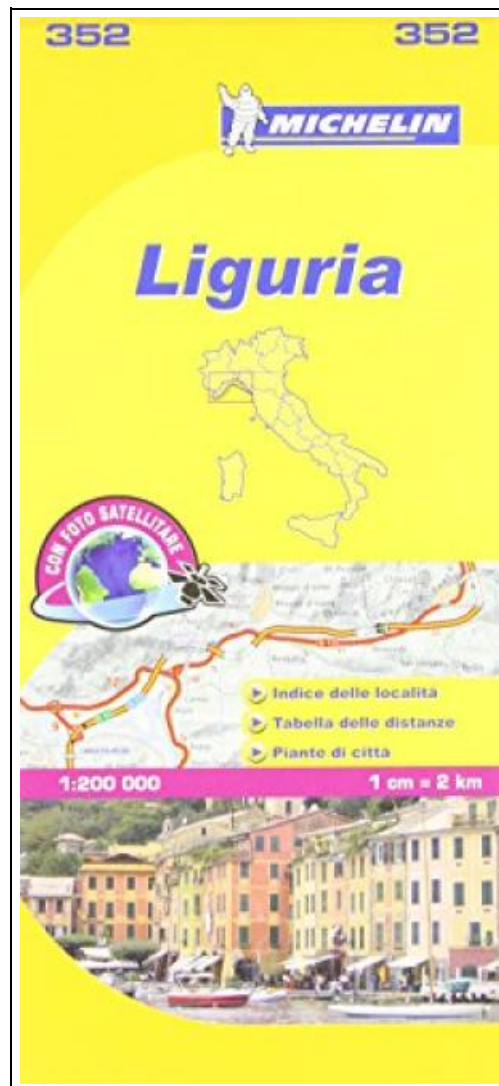 352 352
MICHELIN
Liguria
CON FOTO SATELLITARE
Indice delle località
Tabella delle distanze
Piante di città
1:200 000 1 cm = 2 km